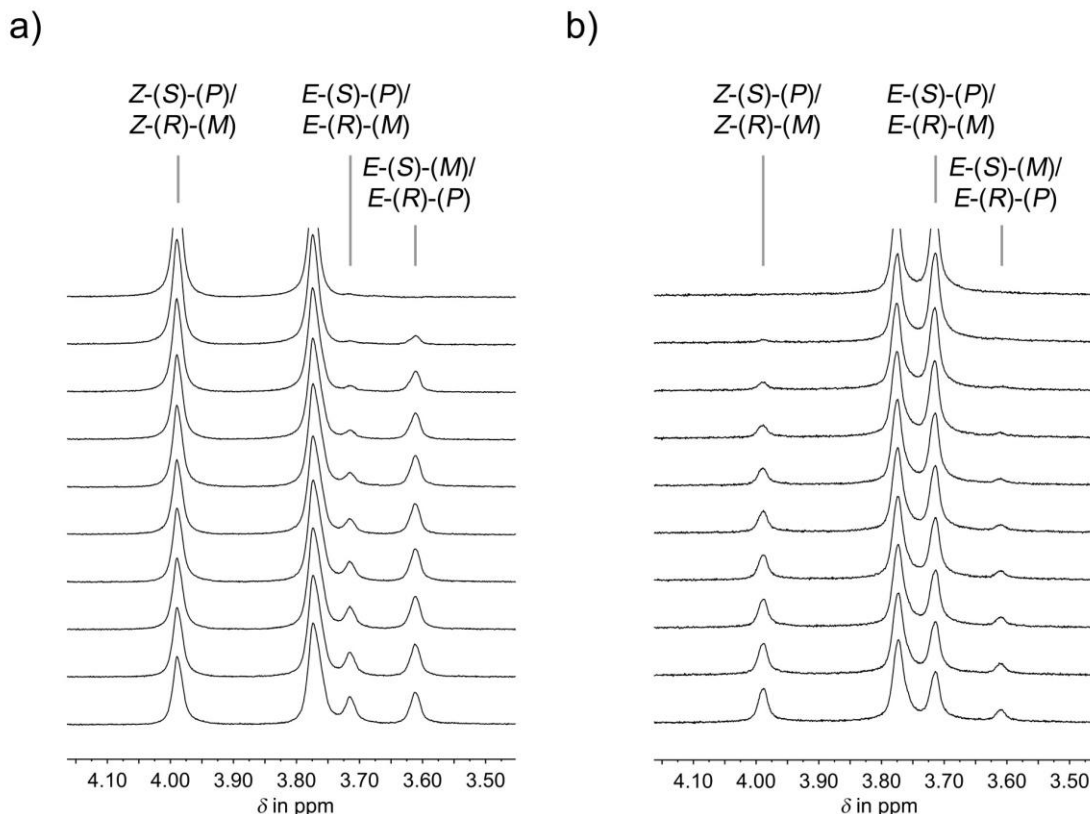 a)
Z-(S)-(P)/
Z-(R)-(M)
E-(S)-(P)/
E-(R)-(M)
E-(S)-(M)/
E-(R)-(P)
4.10 4.00 3.90 3.80 3.70 3.60 3.50
δ in ppm
b)
Z-(S)-(P)/
Z-(R)-(M)
E-(S)-(P)/
E-(R)-(M)
E-(S)-(M)/
E-(R)-(P)
4.10 4.00 3.90 3.80 3.70 3.60 3.50
δ in ppm